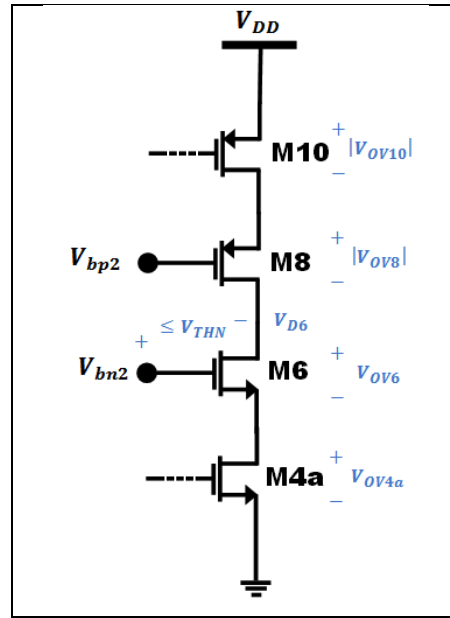 V_DD
+
M10 |V_OV10|
−
+
V_bp2 M8 |V_OV8|
−
+ ≤ V_THN − V_D6
V_bn2 M6 + V_OV6 −
M4a + V_OV4a −